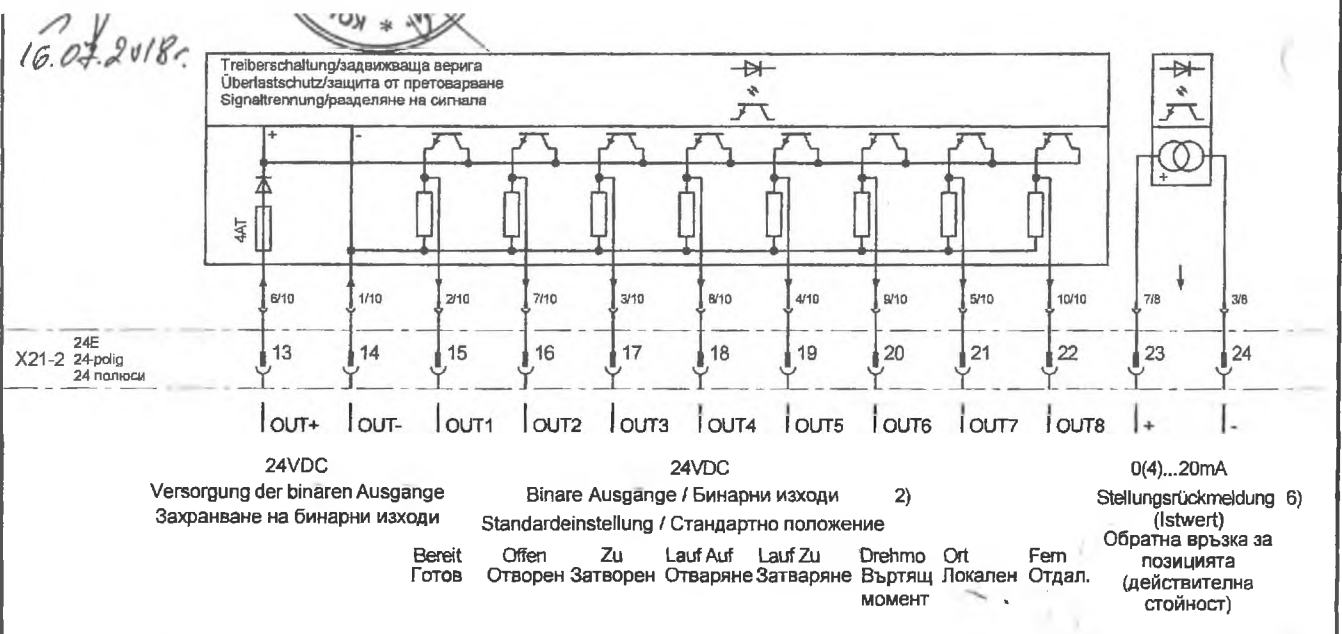 16.07.2018г.
Treiberschaltung/задвижваща верига
Überlastschutz/защита от претоварване
Signaltrennung/разделяне на сигнала
+ -
+
4AT
6/10 1/10 2/10 7/10 3/10 8/10 4/10 9/10 5/10 10/10 7/8 3/8
X21-2
24E
24-polig
24 полюси
13 14 15 16 17 18 19 20 21 22 23 24
OUT+ OUT- OUT1 OUT2 OUT3 OUT4 OUT5 OUT6 OUT7 OUT8 + -
24VDC
Versorgung der binaren Ausgange
Захранване на бинарни изходи
24VDC
Binare Ausgange / Бинарни изходи 2)
Standardeinstellung / Стандартно положение
Bereit Offen Zu Lauf Auf Lauf Zu Drehmo Ort Fern
Готов Отворен Затворен Отваряне Затваряне Въртящ момент Локален Отдал.
0(4)...20mA
Stellungsrückmeldung 6)
(Istwert)
Обратна връзка за
позицията
(действителна
стойност)